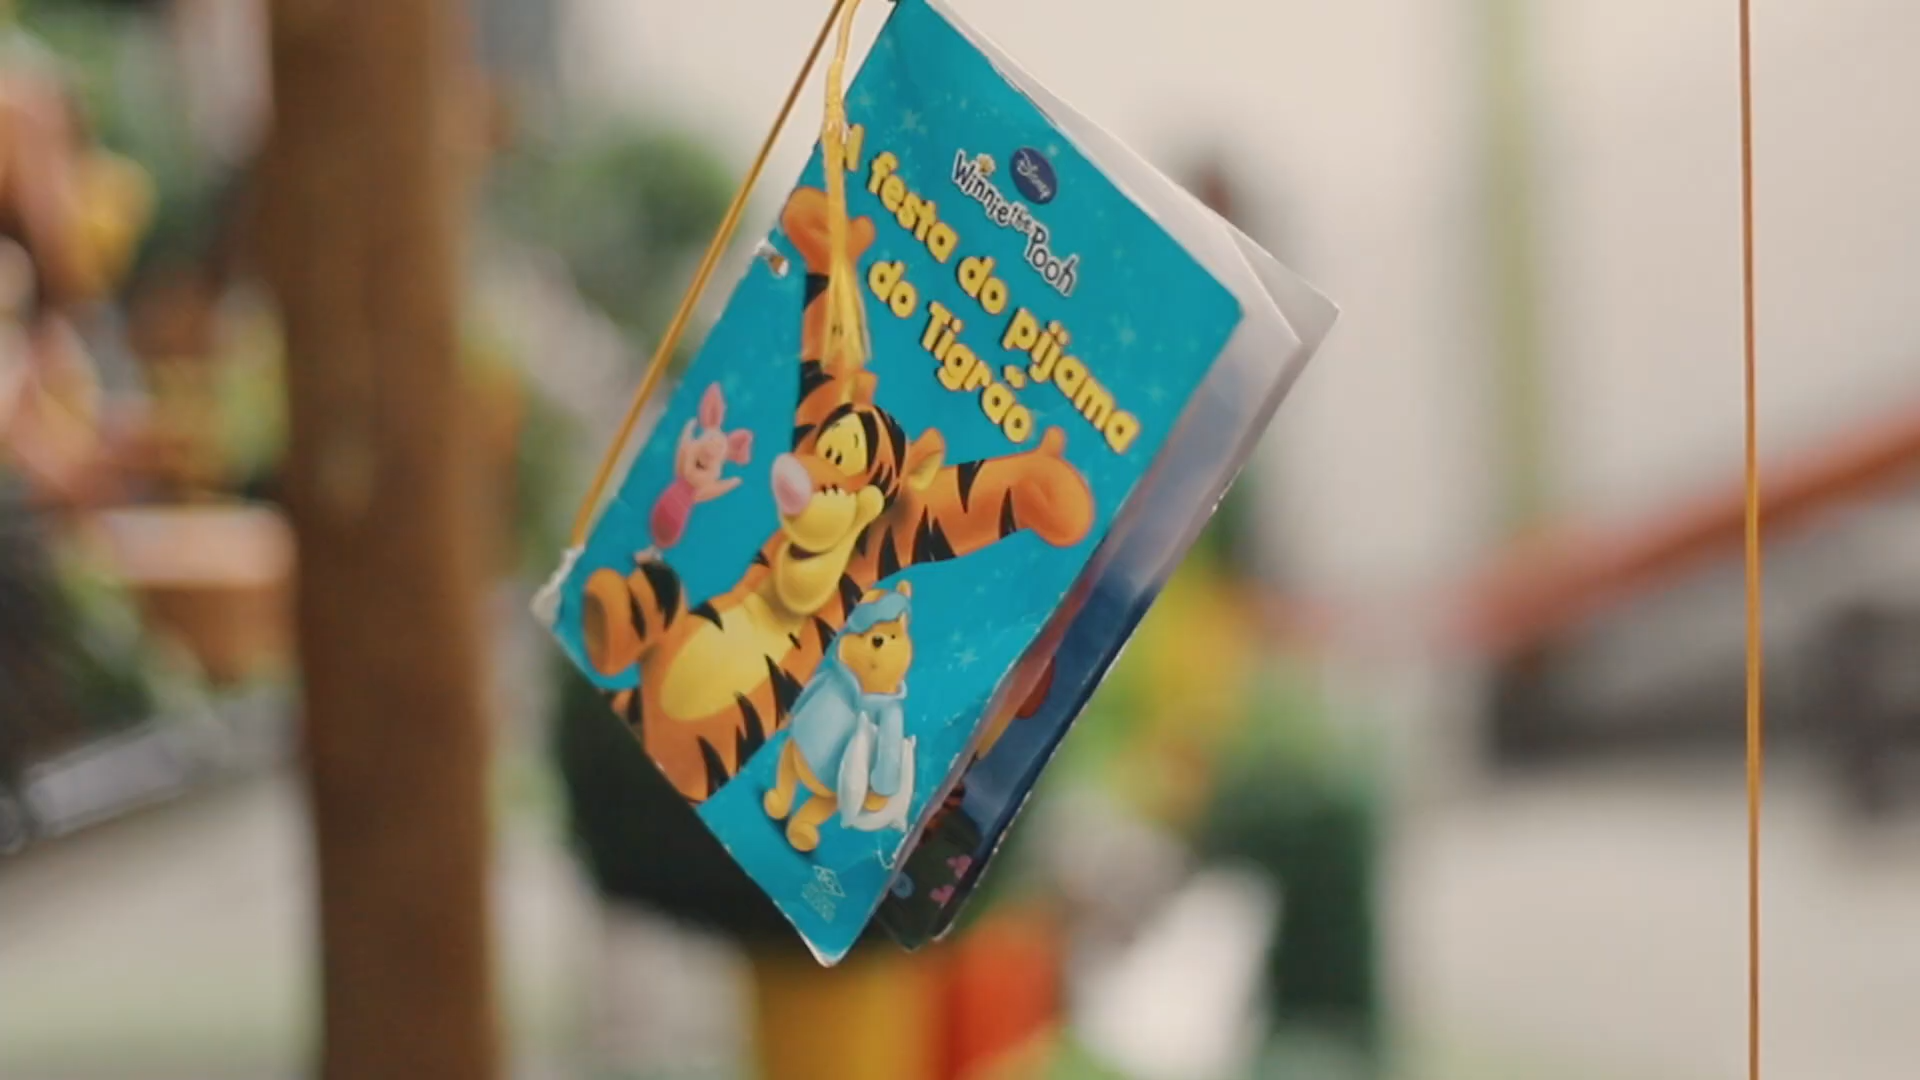 Disney
Winnie the Pooh
A festa do pijama
do Tigrão